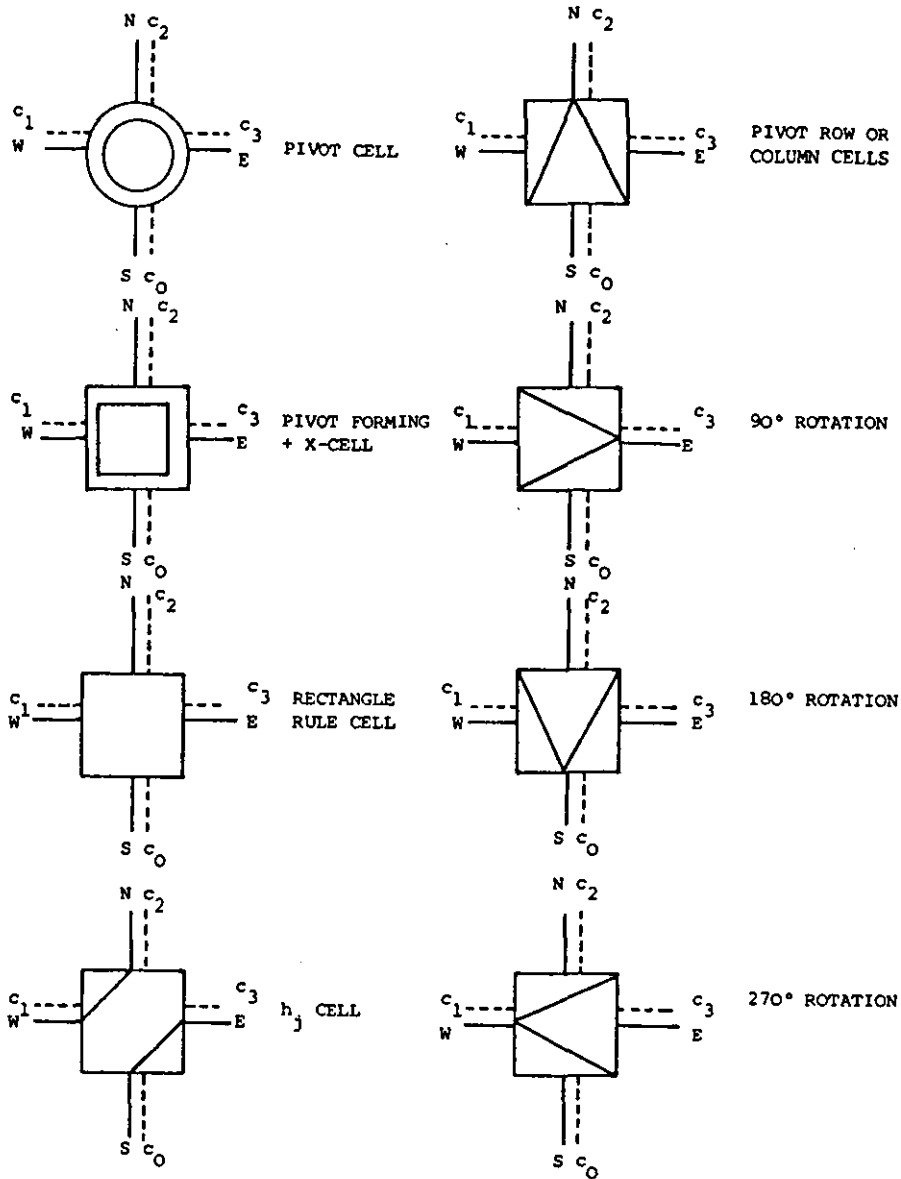 N c2
c1
W
c3
E
PIVOT CELL
S c0
N c2
c1
W
c3
E
PIVOT ROW OR
COLUMN CELLS
S c0
N c2
c1
W
c3
E
PIVOT FORMING
+ X-CELL
S c0
N c2
c1
W
c3
E
90° ROTATION
S c0
N c2
c1
W
c3
E
RECTANGLE
RULE CELL
S c0
N c2
c1
W
c3
E
180° ROTATION
S c0
N c2
c1
W
c3
E
hj CELL
S c0
N c2
c1
W
c3
E
270° ROTATION
S c0